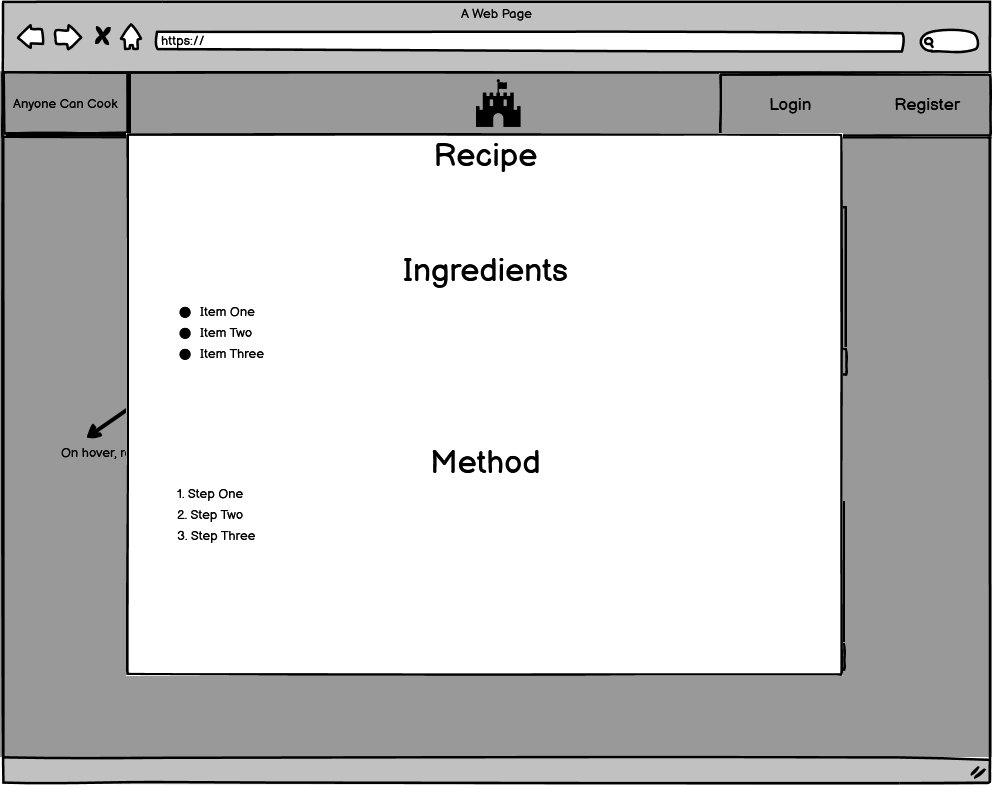 A Web Page
https://
Anyone Can Cook
Login
Register
Recipe
Ingredients
Item One
Item Two
Item Three
On hover,
Method
1. Step One
2. Step Two
3. Step Three